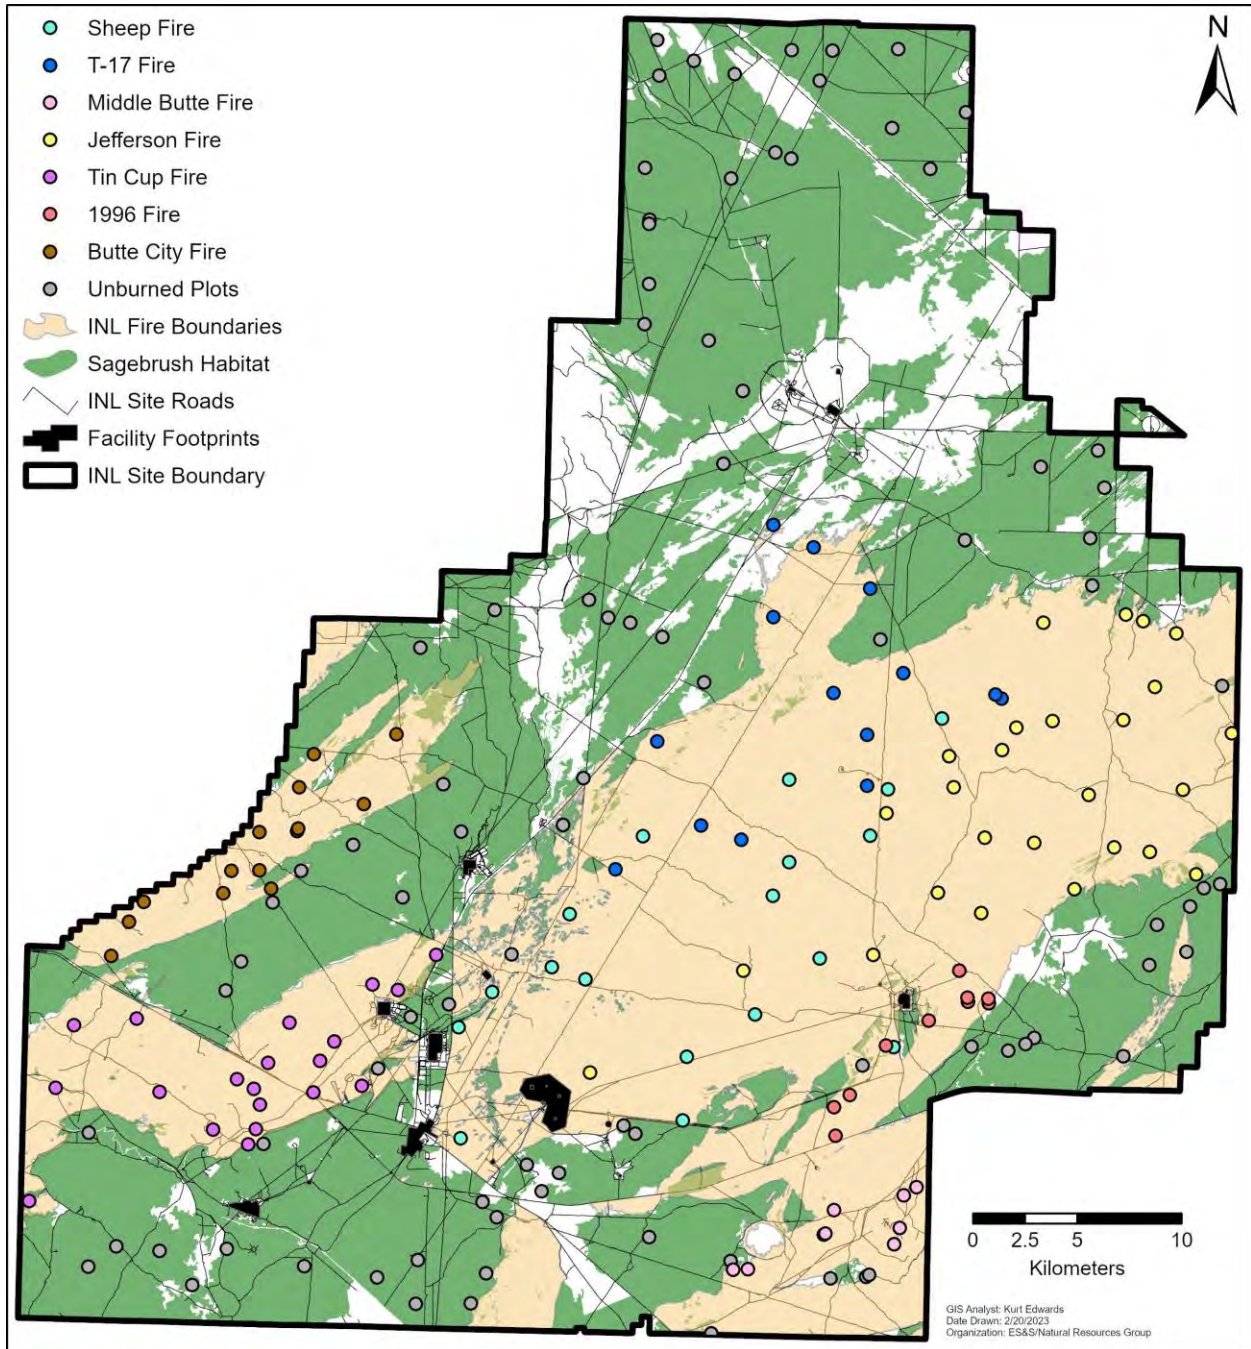 Sheep Fire
T-17 Fire
Middle Butte Fire
Jefferson Fire
Tin Cup Fire
1996 Fire
Butte City Fire
Unburned Plots
INL Fire Boundaries
Sagebrush Habitat
INL Site Roads
Facility Footprints
INL Site Boundary
N
0 2.5 5 10
Kilometers
GIS Analyst: Kurt Edwards
Date Drawn: 2/20/2023
Organization: ES&S/Natural Resources Group